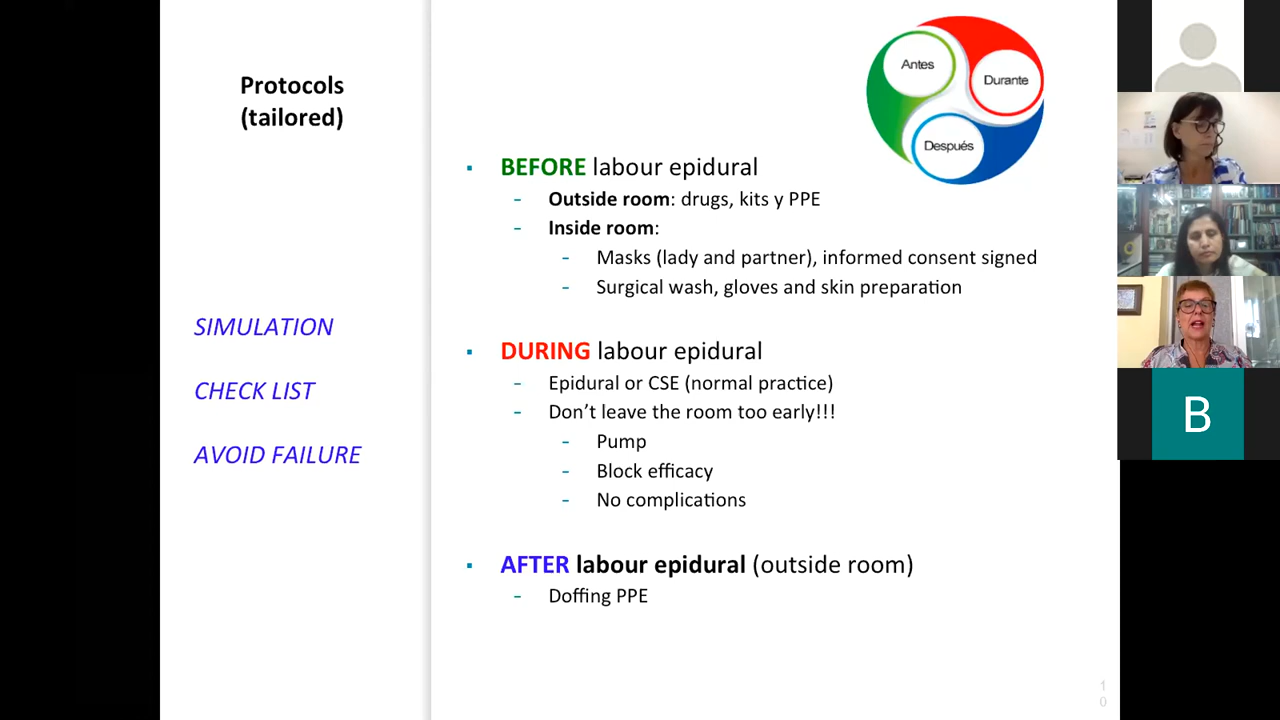 Protocols
(tailored)
SIMULATION
CHECK LIST
AVOID FAILURE
Antes
Durante
Después
▪ BEFORE labour epidural
- Outside room: drugs, kits y PPE
- Inside room:
- Masks (lady and partner), informed consent signed
- Surgical wash, gloves and skin preparation
▪ DURING labour epidural
- Epidural or CSE (normal practice)
- Don’t leave the room too early!!!
- Pump
- Block efficacy
- No complications
▪ AFTER labour epidural (outside room)
- Doffing PPE
1
0
B